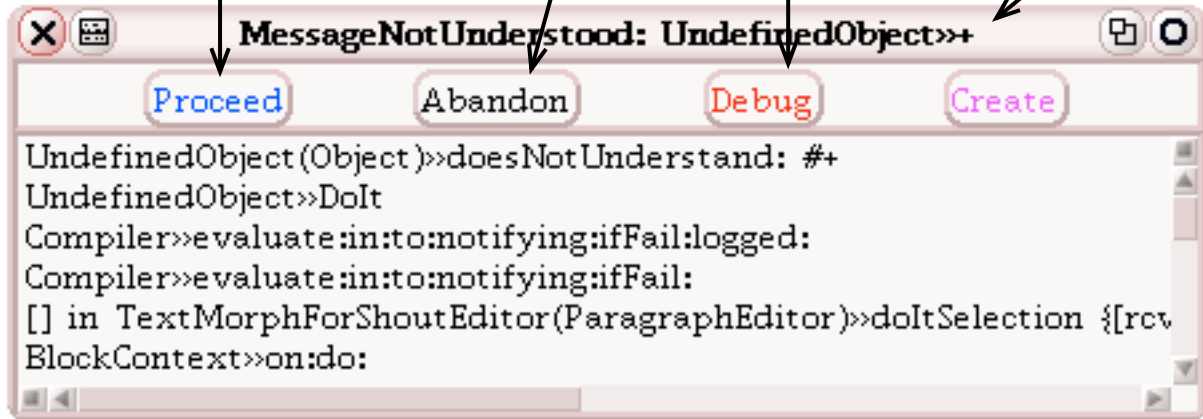 MessageNotUnderstood: UndefinedObject»+
Proceed Abandon Debug Create
UndefinedObject(Object)»doesNotUnderstand: #+
UndefinedObject»DoIt
Compiler»evaluate:in:to:notifying:ifFail:logged:
Compiler»evaluate:in:to:notifying:ifFail:
[] in TextMorphForShoutEditor(ParagraphEditor)»doItSelection {[rcv
BlockContext»on:do: